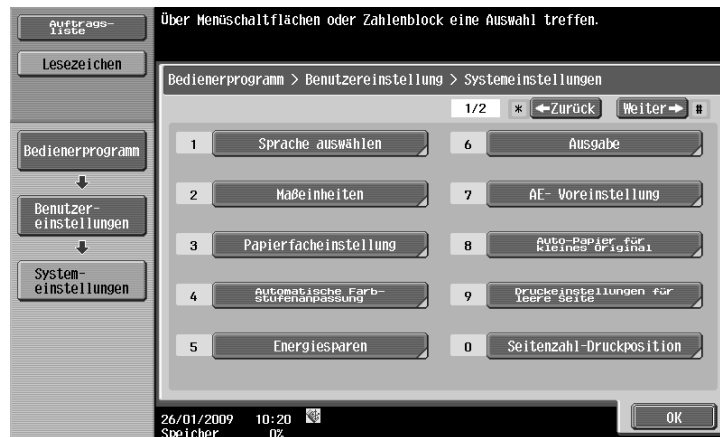 Auftrags-
liste
Lesezeichen
Über Menüschaltflächen oder Zahlenblock eine Auswahl treffen.
Bedienerprogramm > Benutzereinstellung > Systemeinstellungen
1/2 * ←Zurück Weiter→ #
Bedienerprogramm
Benutzer-
einstellungen
System-
einstellungen
1 Sprache auswählen
2 Maßeinheiten
3 Papierfacheinstellung
4 Automatische Farb-
stufenanpassung
5 Energiesparen
6 Ausgabe
7 AE- Voreinstellung
8 Auto-Papier für
kleines Original
9 Druckeinstellungen für
leere Seite
0 Seitenzahl-Druckposition
26/01/2009 10:20
Speicher 0%
OK